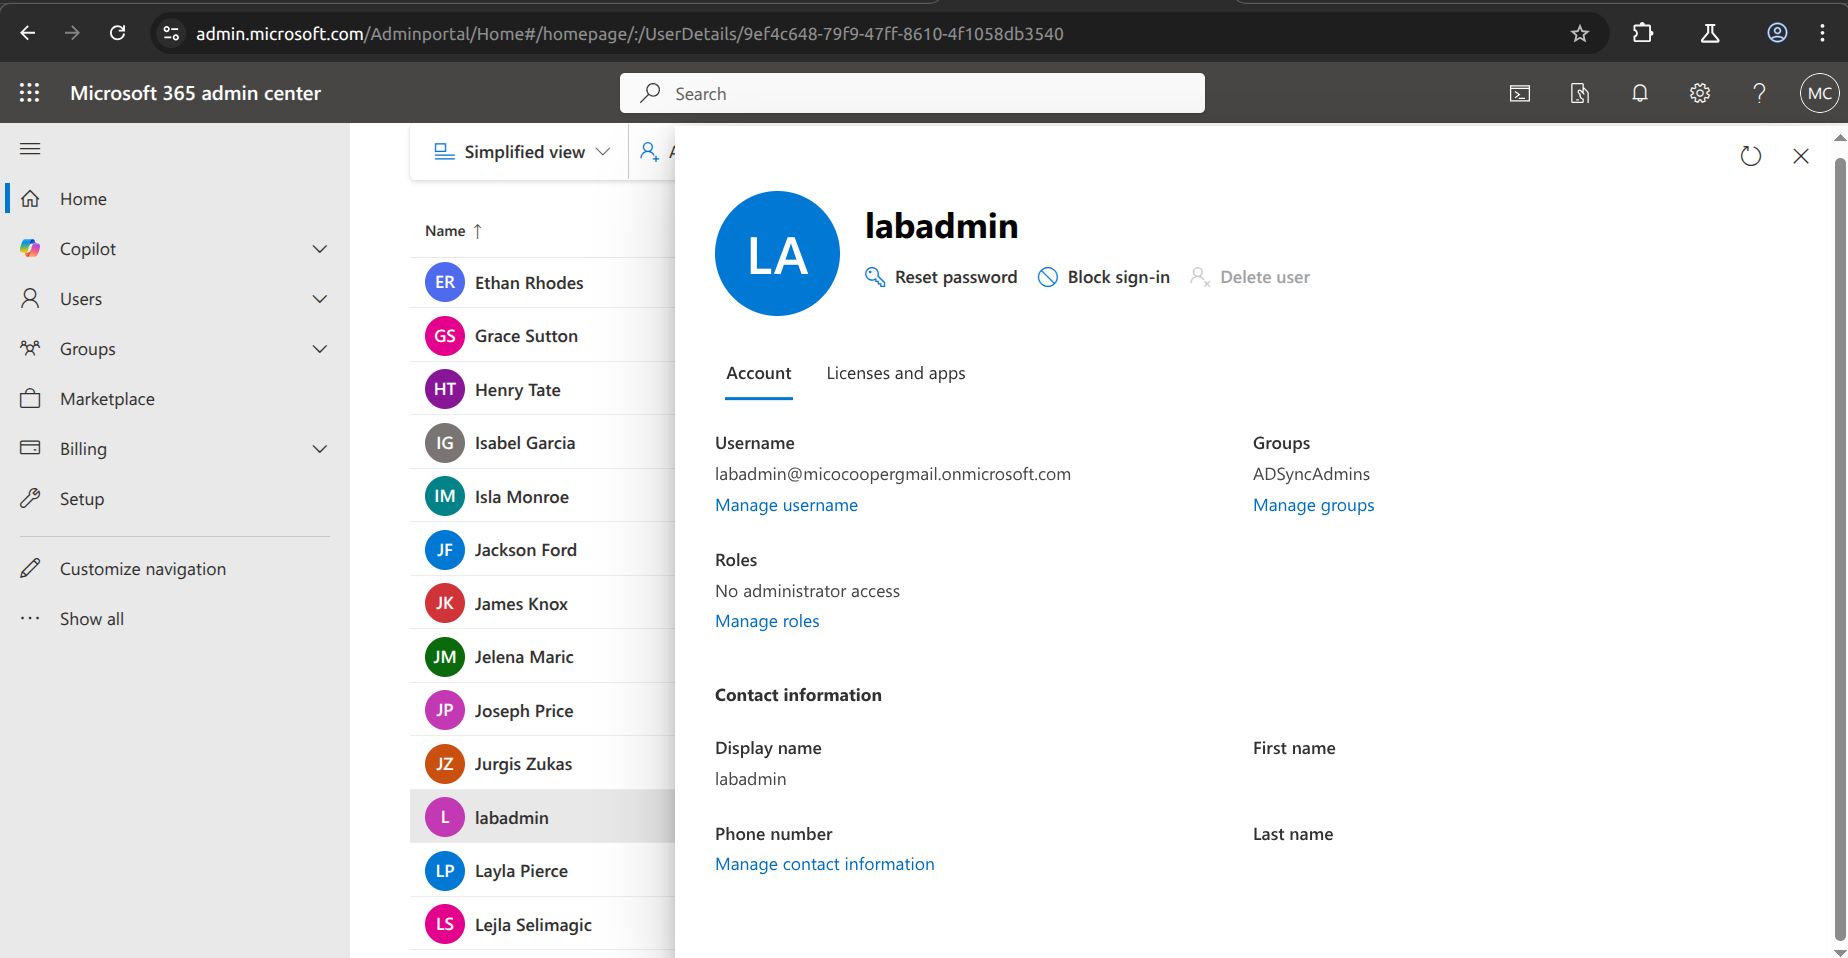 admin.microsoft.com/Adminportal/Home#/homepage/:/UserDetails/9ef4c648-79f9-47ff-8610-4f1058db3540
Microsoft 365 admin center
Search
MC
Home
Copilot
Users
Groups
Marketplace
Billing
Setup
Customize navigation
Show all
Simplified view
Name ↑
ER Ethan Rhodes
GS Grace Sutton
HT Henry Tate
IG Isabel Garcia
IM Isla Monroe
JF Jackson Ford
JK James Knox
JM Jelena Maric
JP Joseph Price
JZ Jurgis Zukas
L labadmin
LP Layla Pierce
LS Lejla Selimagic
LA
labadmin
Reset password Block sign-in Delete user
Account Licenses and apps
Username
labadmin@micocoopergmail.onmicrosoft.com
Manage username
Groups
ADSyncAdmins
Manage groups
Roles
No administrator access
Manage roles
Contact information
Display name
labadmin
First name
Phone number
Manage contact information
Last name